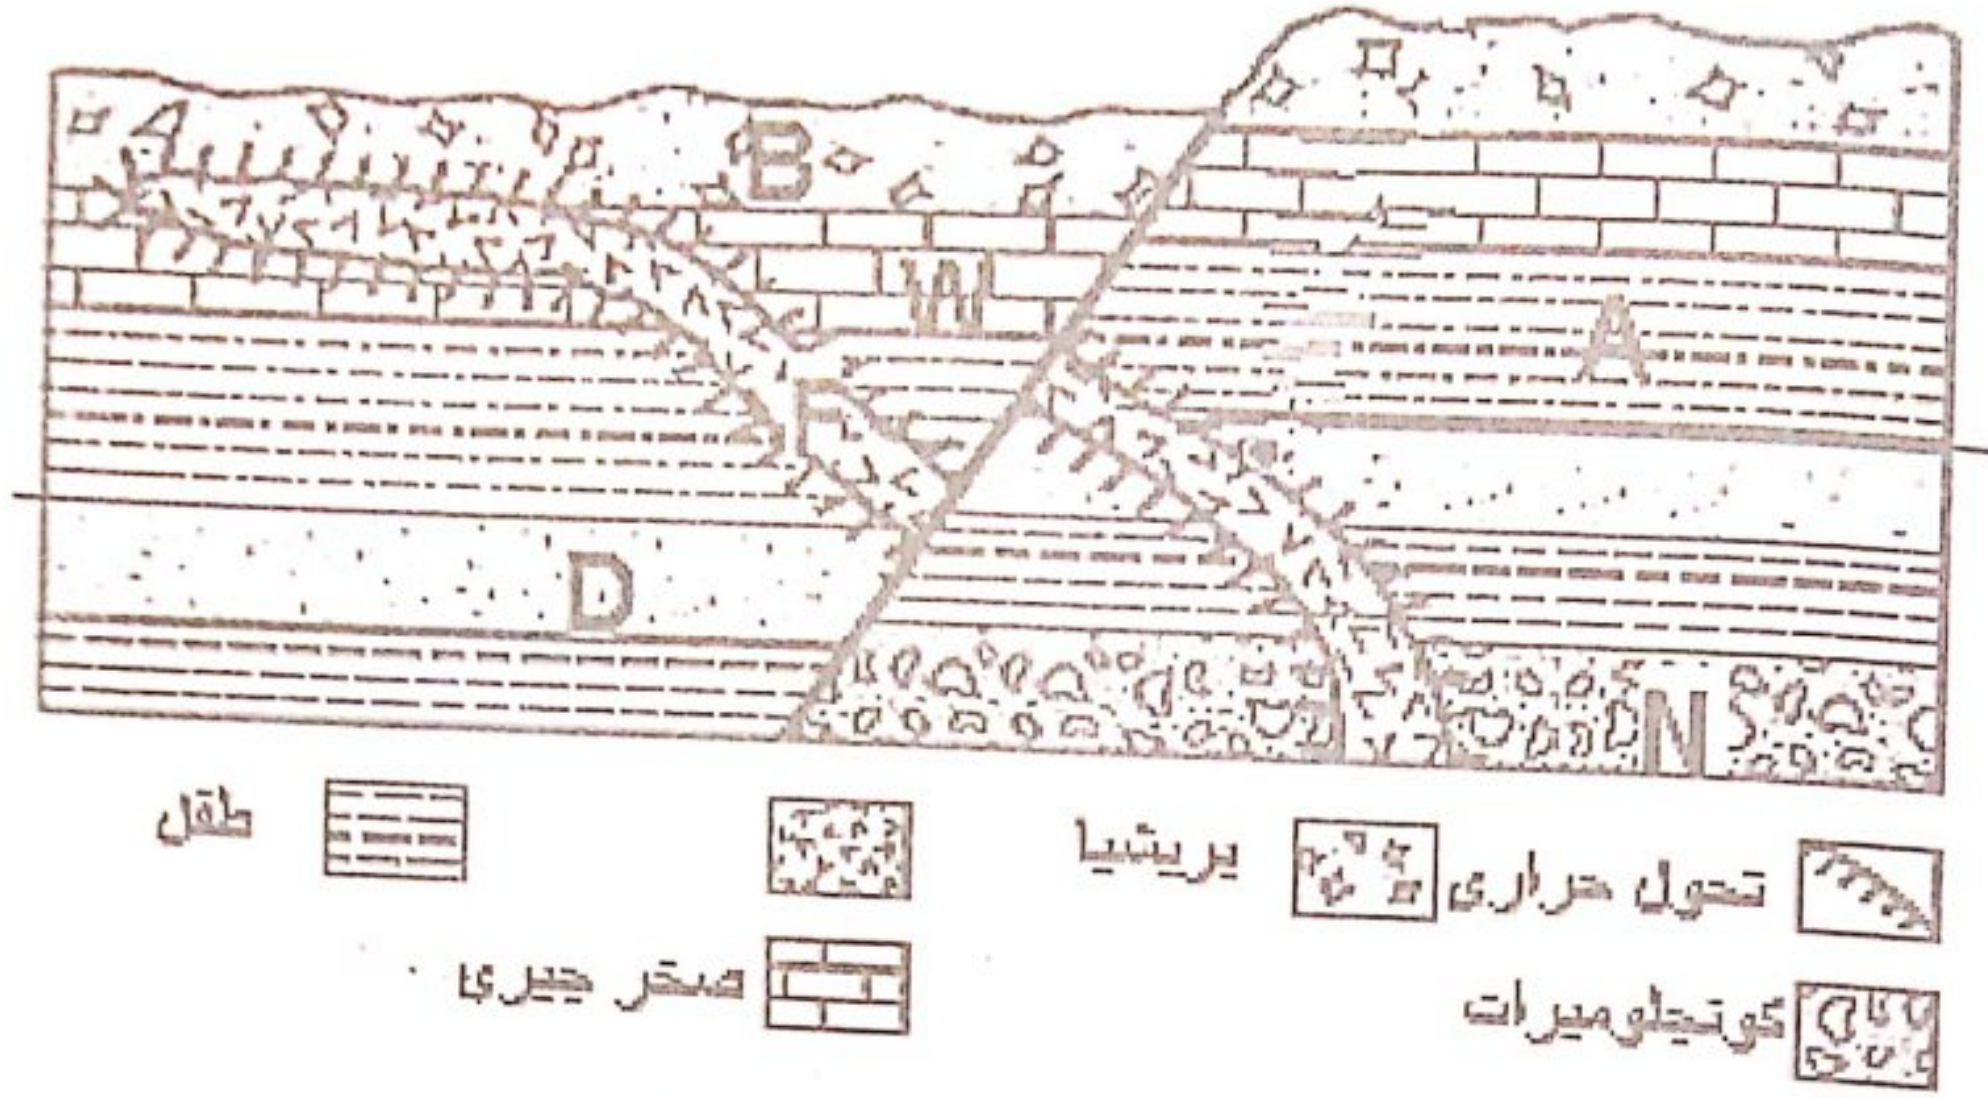 B
W
A
F
D
N
تحول حراري
بريشيا
طفل
كونجلوميرات
صخر جيري